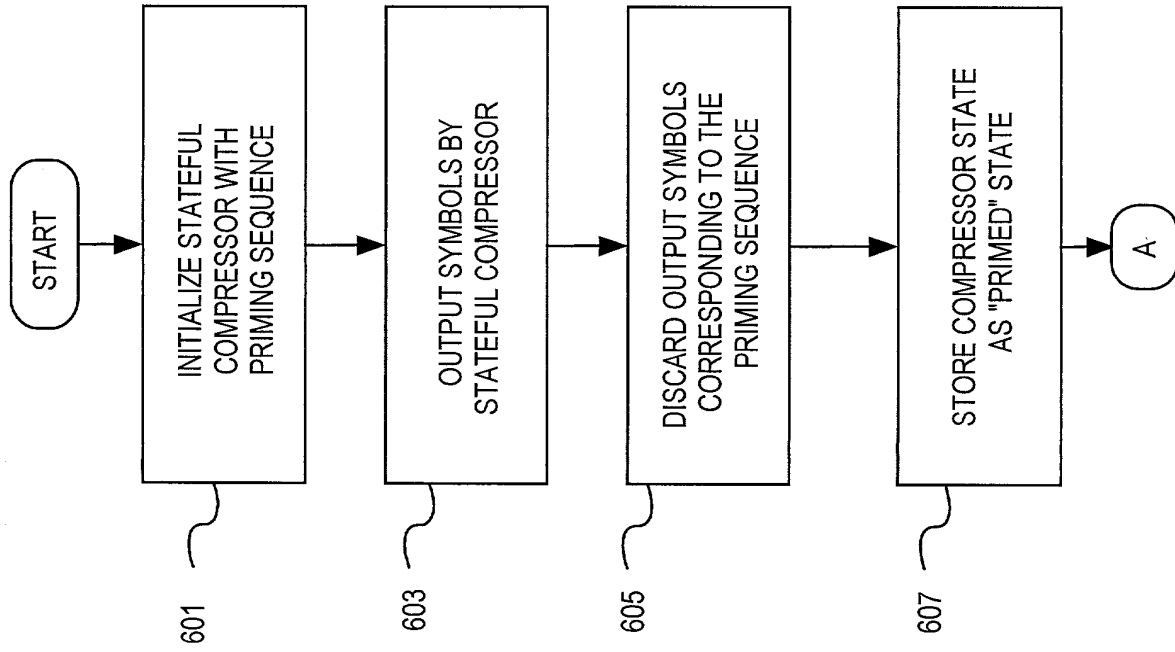 START
INITIALIZE STATEFUL
COMPRESSOR WITH
PRIMING SEQUENCE
601
OUTPUT SYMBOLS BY
STATEFUL COMPRESSOR
603
DISCARD OUTPUT SYMBOLS
CORRESPONDING TO THE
PRIMING SEQUENCE
605
STORE COMPRESSOR STATE
AS "PRIMED" STATE
607
A